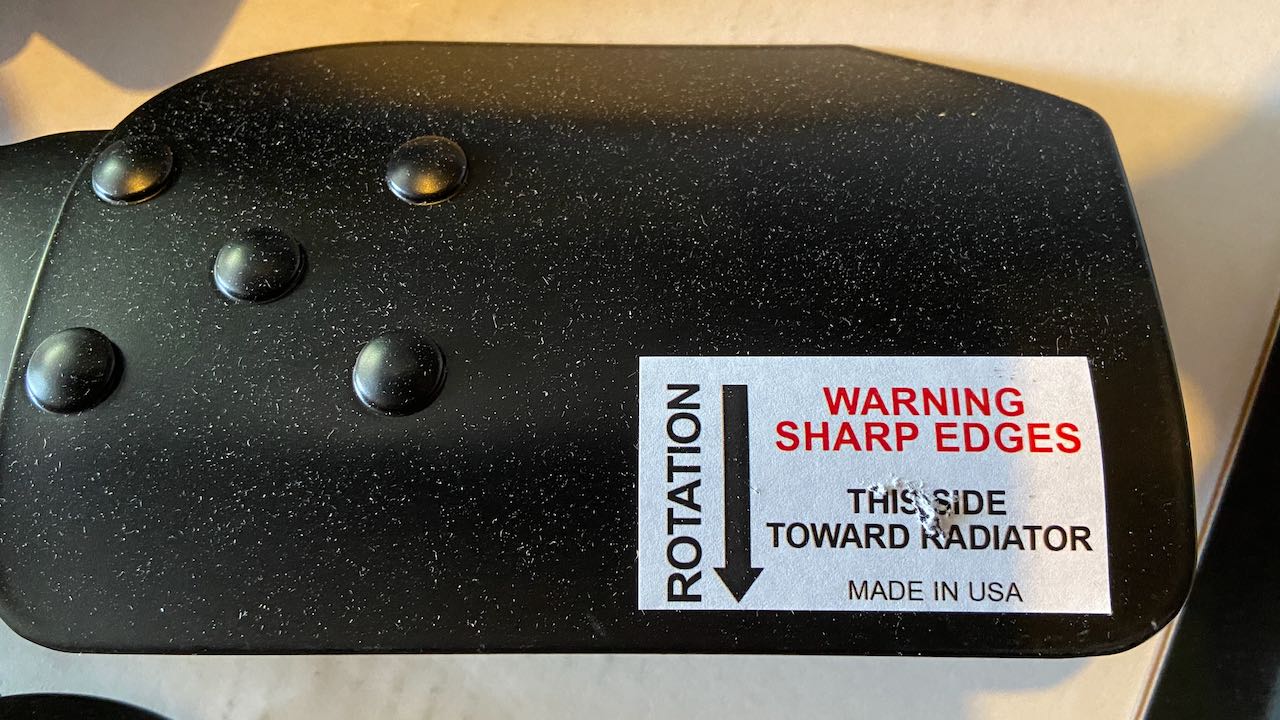 ROTATION
WARNING
SHARP EDGES
THIS SIDE
TOWARD RADIATOR
MADE IN USA